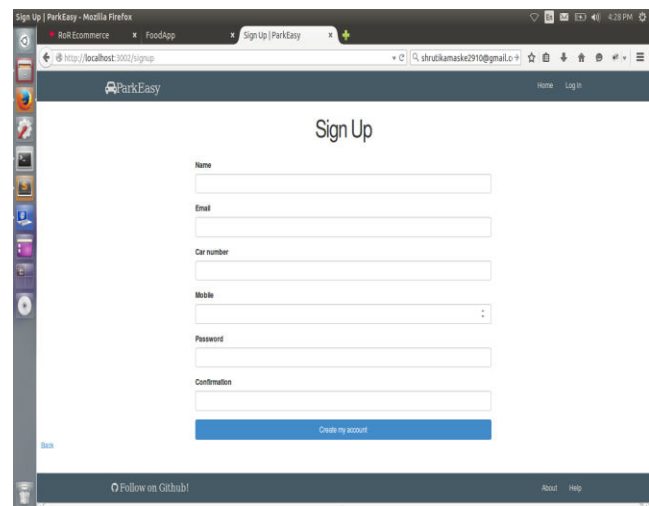 Sign Up | ParkEasy - Mozilla Firefox
En
4:28 PM
RoR Ecommerce x FoodApp x Sign Up | ParkEasy x
http://localhost:3002/signup
shrutikamaske2910@gmail.c
ParkEasy Home Log in
Sign Up
Name
Email
Car number
Mobile
Password
Confirmation
Create my account
Back
Follow on Github! About Help